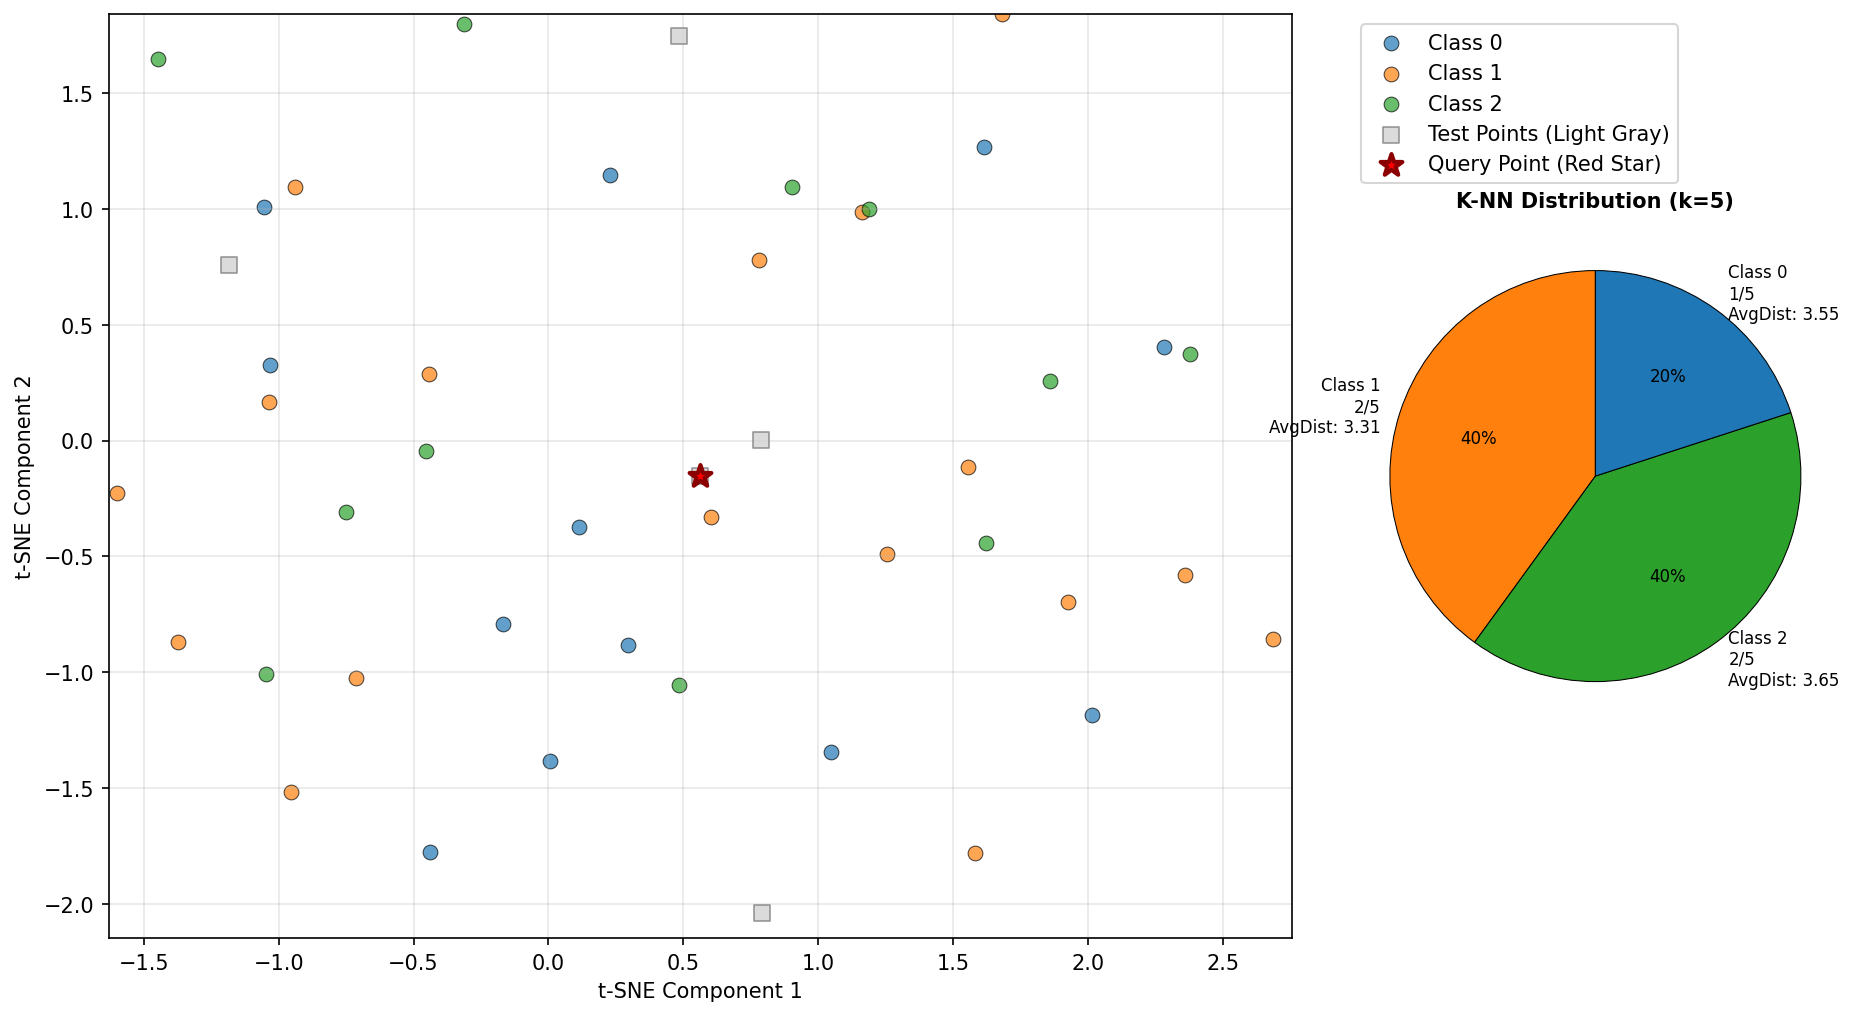 Class 0
Class 1
Class 2
Test Points (Light Gray)
Query Point (Red Star)
K-NN Distribution (k=5)
Class 0
1/5
AvgDist: 3.55
20%
Class 1
2/5
AvgDist: 3.31
40%
40%
Class 2
2/5
AvgDist: 3.65
t-SNE Component 2
1.5
1.0
0.5
0.0
−0.5
−1.0
−1.5
−2.0
−1.5 −1.0 −0.5 0.0 0.5 1.0 1.5 2.0 2.5
t-SNE Component 1